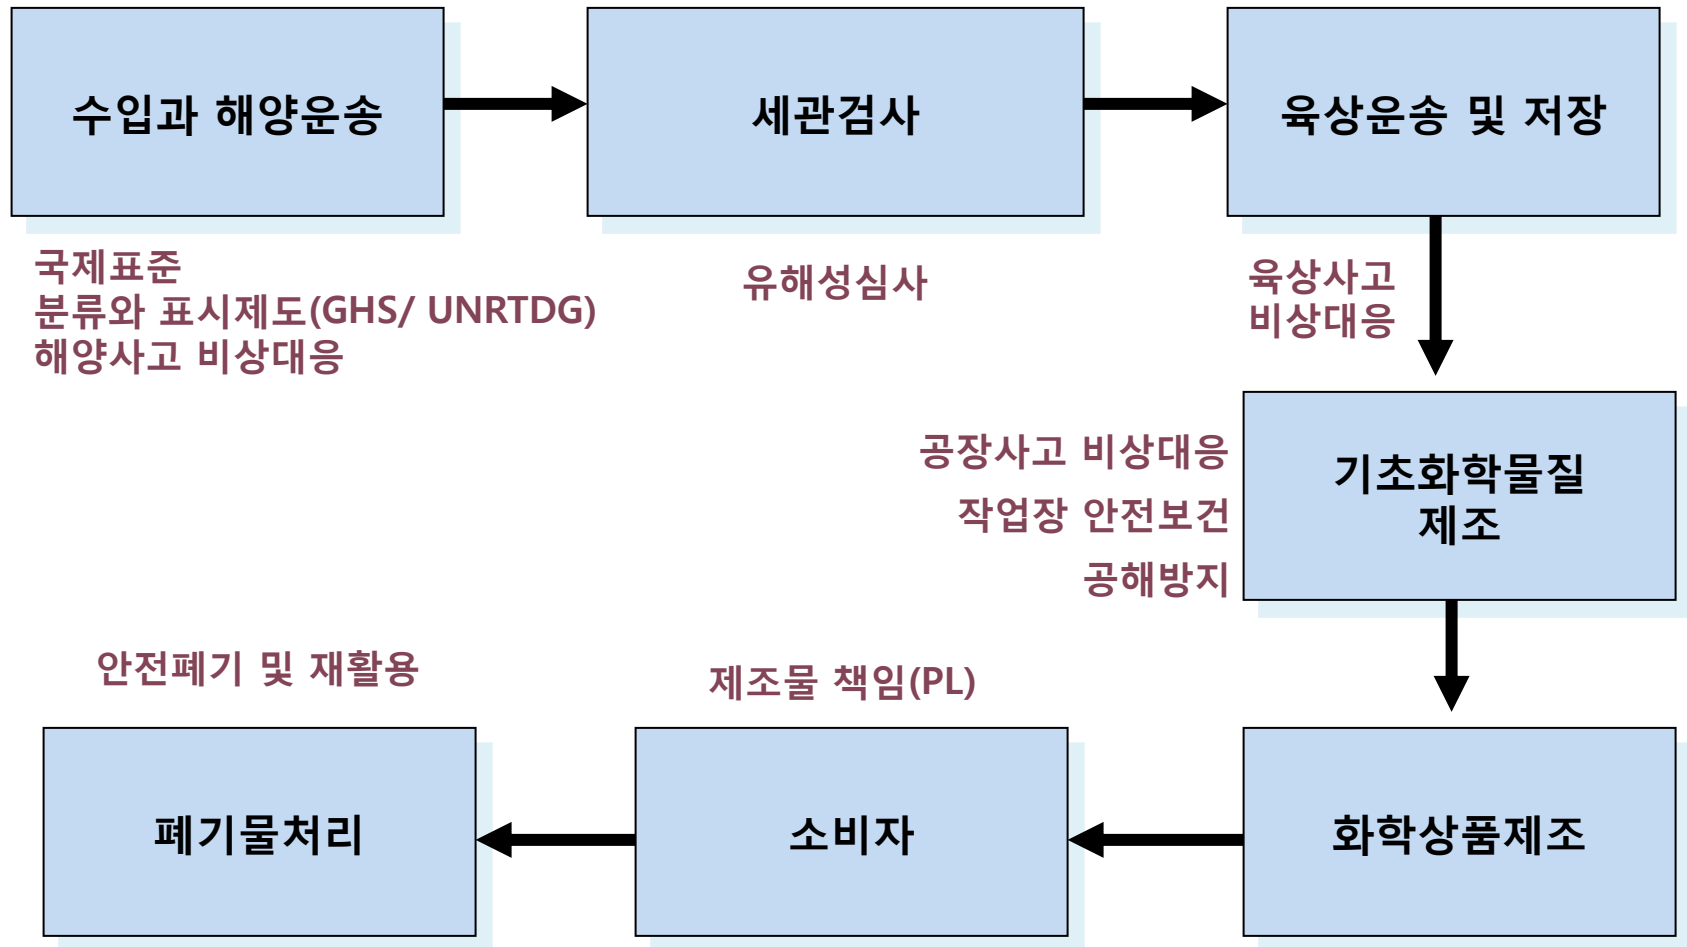 수입과 해양운송
세관검사
육상운송 및 저장
국제표준
분류와 표시제도(GHS/ UNRTDG)
해양사고 비상대응
유해성심사
육상사고
비상대응
공장사고 비상대응
작업장 안전보건
공해방지
기초화학물질
제조
안전폐기 및 재활용
제조물 책임(PL)
폐기물처리
소비자
화학상품제조